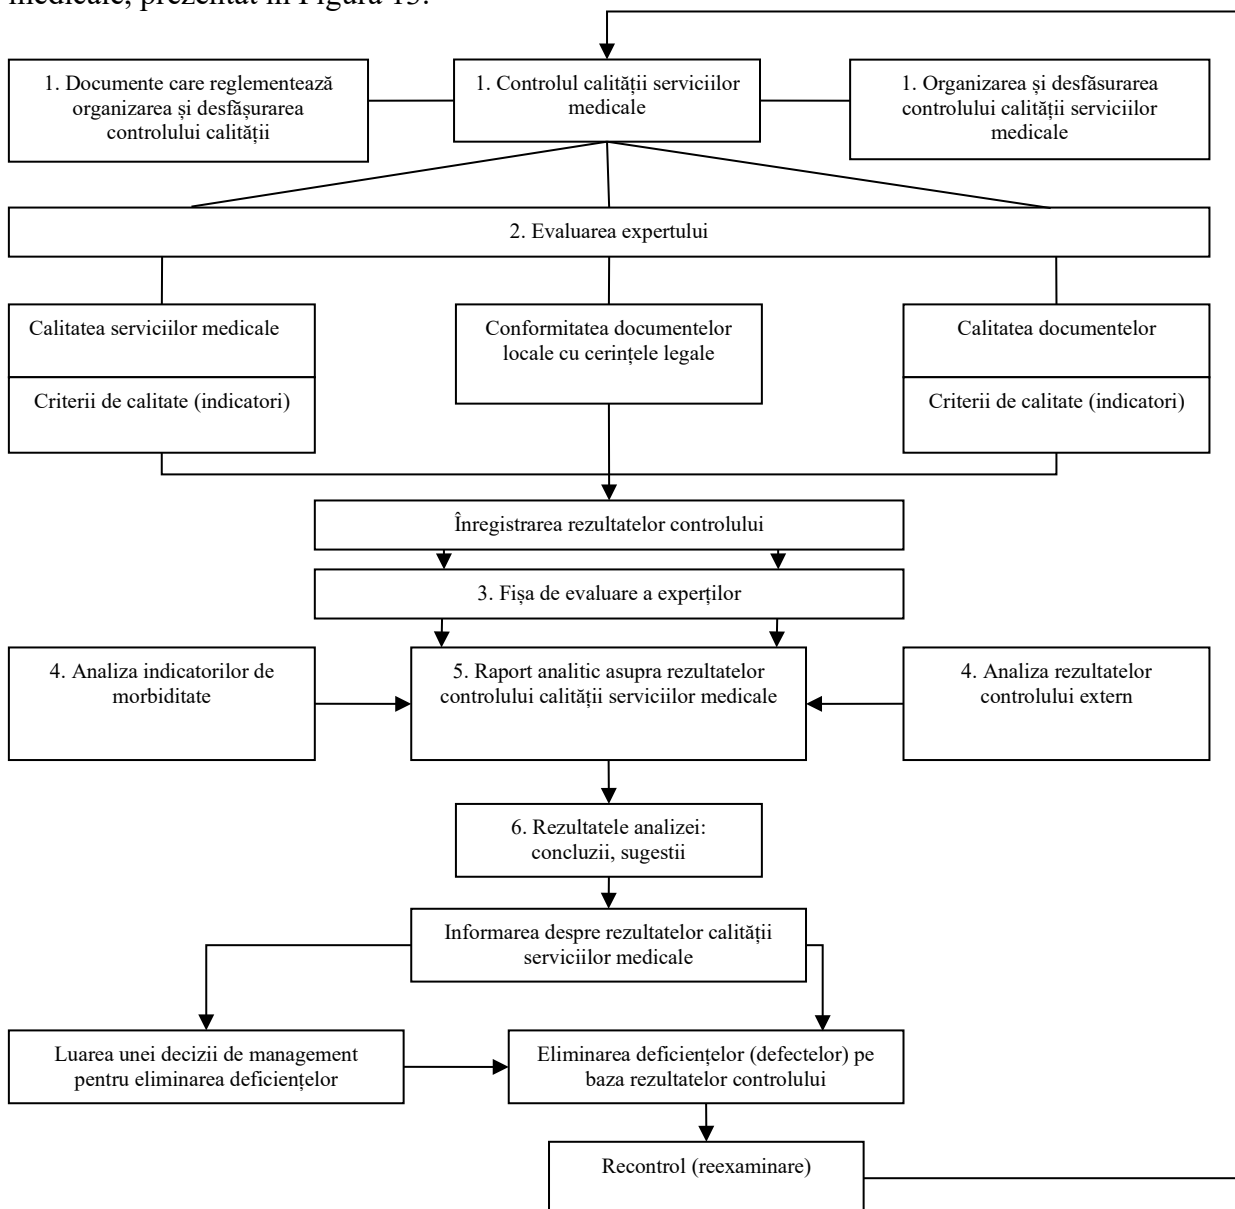 medicale, prezentat în Figura 15.
1. Documente care reglementează
organizarea și desfășurarea
controlului calității
1. Controlul calității serviciilor
medicale
1. Organizarea și desfăsurarea
controlului calității serviciilor
medicale
2. Evaluarea expertului
Calitatea serviciilor medicale
Criterii de calitate (indicatori)
Conformitatea documentelor
locale cu cerințele legale
Calitatea documentelor
Criterii de calitate (indicatori)
Înregistrarea rezultatelor controlului
3. Fișa de evaluare a experților
4. Analiza indicatorilor de
morbiditate
5. Raport analitic asupra rezultatelor
controlului calității serviciilor medicale
4. Analiza rezultatelor
controlului extern
6. Rezultatele analizei:
concluzii, sugestii
Informarea despre rezultatelor calității
serviciilor medicale
Luarea unei decizii de management
pentru eliminarea deficiențelor
Eliminarea deficiențelor (defectelor) pe
baza rezultatelor controlului
Recontrol (reexaminare)